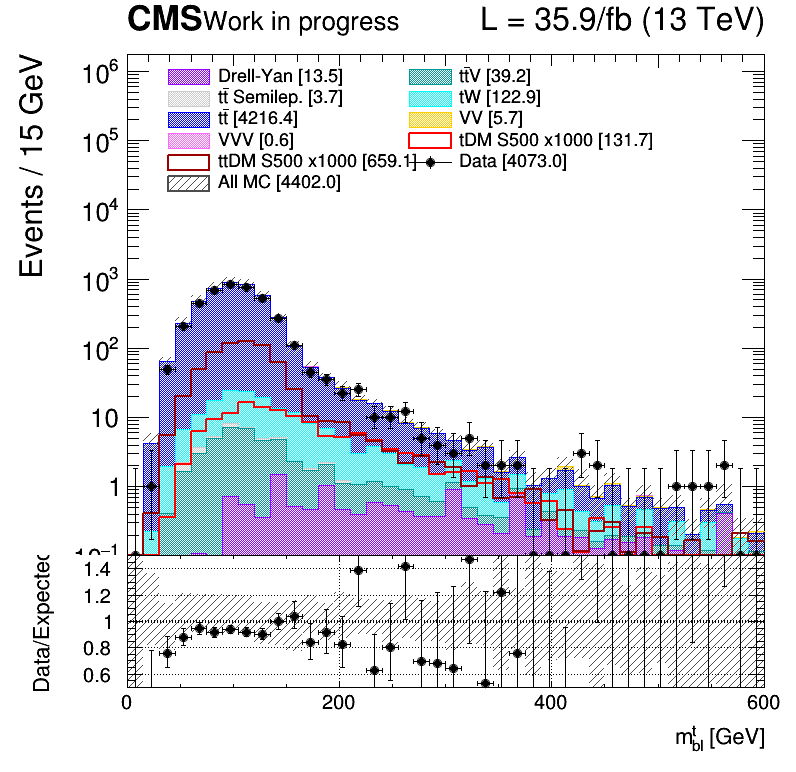 CMS Work in progress L = 35.9/fb (13 TeV)
Events / 15 GeV
10⁶
10⁵
10⁴
10³
10²
10
1
10⁻¹
Drell-Yan [13.5] tt̄V [39.2]
tt̄ Semilep. [3.7] tW [122.9]
tt̄ [4216.4] VV [5.7]
VVV [0.6] tDM S500 x1000 [131.7]
ttDM S500 x1000 [659.1] Data [4073.0]
All MC [4402.0]
Data/Expected
1.4
1.2
1
0.8
0.6
0 200 400 600
mᵗbl [GeV]